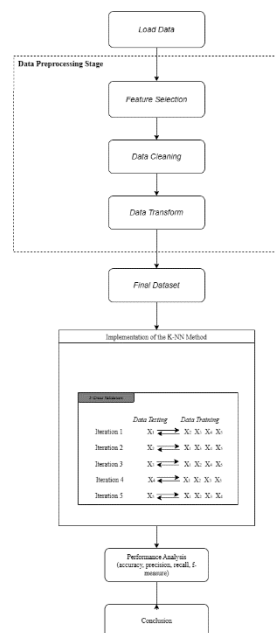 Load Data
Data Preprocessing Stage
Feature Selection
Data Cleaning
Data Transform
Final Dataset
Implementation of the K-NN Method
Data Testing Data Training
Iteration 1
Iteration 2
Iteration 3
Iteration 4
Iteration 5
Performance Analysis
(accuracy, precision, recall, f-
measure)
Conclusion